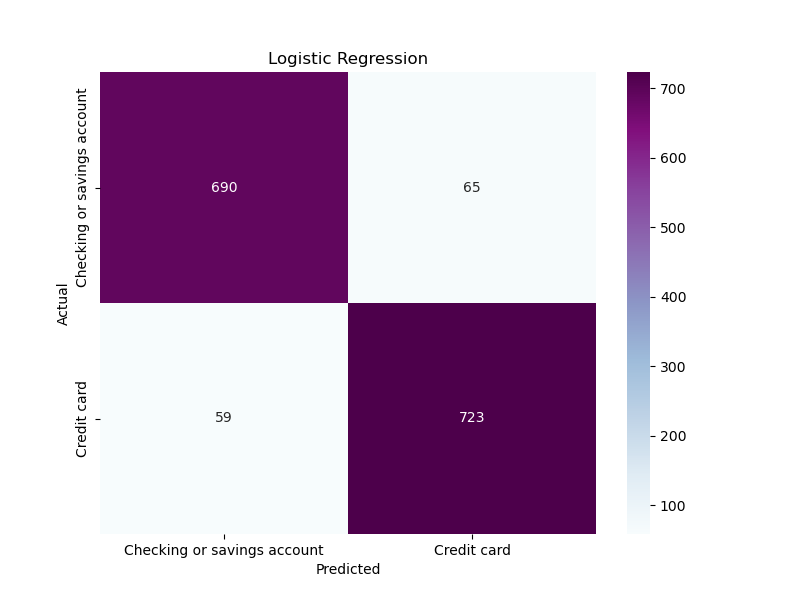 Logistic Regression
Checking or savings account
Credit card
Actual
690
65
59
723
Checking or savings account
Credit card
Predicted
700
600
500
400
300
200
100